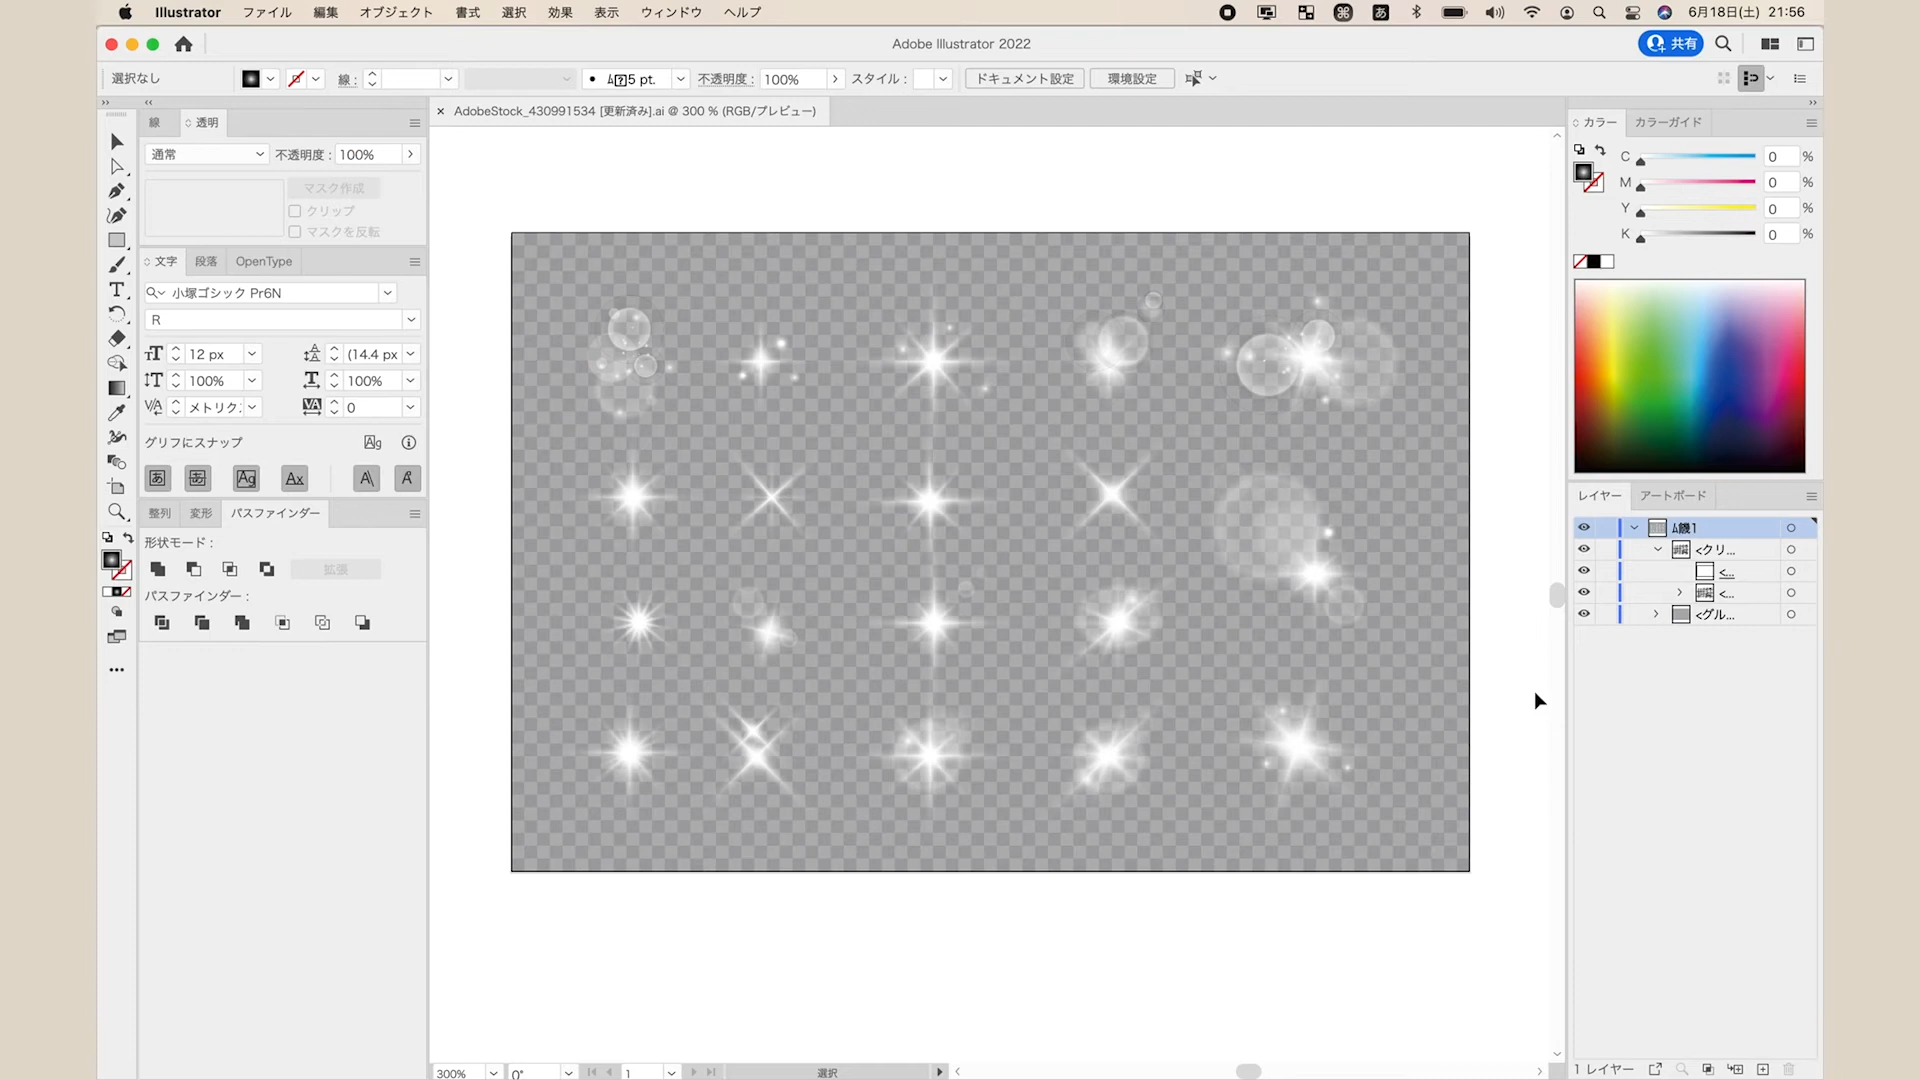 Illustrator ファイル 編集 オブジェクト 書式 選択 効果 表示 ウィンドウ ヘルプ
あ 6月18日(土) 21:56
Adobe Illustrator 2022
共有
選択なし
線 :
5 pt.
不透明度 : 100%
スタイル :
ドキュメント設定
環境設定
線 透明
通常 不透明度 : 100%
マスク作成
クリップ
マスクを反転
文字 段落 OpenType
小塚ゴシック Pr6N
R
12 px (14.4 px
100% 100%
メトリク 0
グリフにスナップ
整列 変形 パスファインダー
形状モード :
拡張
パスファインダー :
× AdobeStock_430991534 [更新済み].ai @ 300 % (RGB/プレビュー)
カラー カラーガイド
C 0 %
M 0 %
Y 0 %
K 0 %
レイヤー アートボード
ム饑1
<クリ...
<...
<...
<グル...
300% 0° 1 選択
1 レイヤー